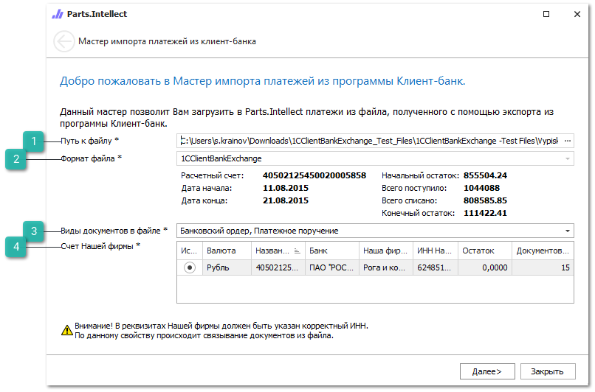 Parts.Intellect
Мастер импорта платежей из клиент-банка
Добро пожаловать в Мастер импорта платежей из программы Клиент-банк.
Данный мастер позволит Вам загрузить в Parts.Intellect платежи из файла, полученного с помощью экспорта из
программы Клиент-банк.
1 Путь к файлу * C:\Users\s.krainov\Downloads\1CClientBankExchange_Test_Files\1CClientBankExchange -Test Files\Vypisk ...
2 Формат файла * 1CClientBankExchange
Расчетный счет: 40502125450020005858 Начальный остаток: 855504.24
Дата начала: 11.08.2015 Всего поступило: 1044088
Дата конца: 21.08.2015 Всего списано: 808585.85
Конечный остаток: 111422.41
3 Виды документов в файле * Банковский ордер, Платежное поручение
4 Счет Нашей фирмы *
Ис... Валюта Назван... Банк Наша фир... ИНН На... Остаток Документов...
Рубль 40502125... ПАО "РОС... Рога и ко... 624851... 0,0000 15
Внимание! В реквизитах Нашей фирмы должен быть указан корректный ИНН.
По данному свойству происходит связывание документов из файла.
Далее> Закрыть